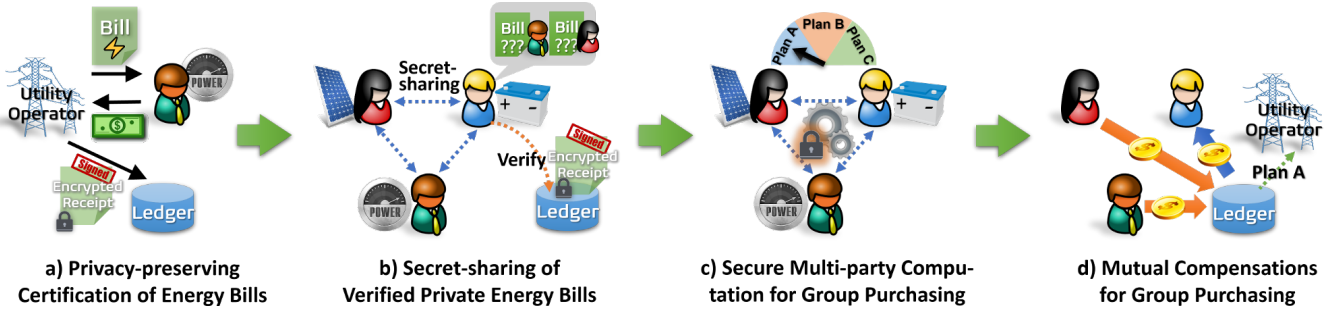 Bill
POWER
Utility
Operator
$
Signed
Encrypted
Receipt
Ledger
a) Privacy-preserving
Certification of Energy Bills
Bill
???
Bill
???
Secret-
sharing
+ -
Verify
Signed
Encrypted
Receipt
POWER
Ledger
b) Secret-sharing of
Verified Private Energy Bills
Plan A
Plan B
Plan C
+ -
POWER
c) Secure Multi-party Compu-
tation for Group Purchasing
Utility
Operator
Plan A
$
$
$
Ledger
d) Mutual Compensations
for Group Purchasing